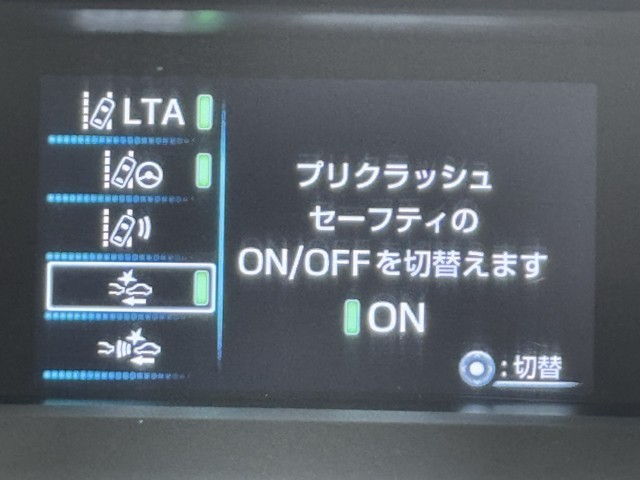 LTA
プリクラッシュ
セーフティの
ON/OFFを切替えます
ON
:切替